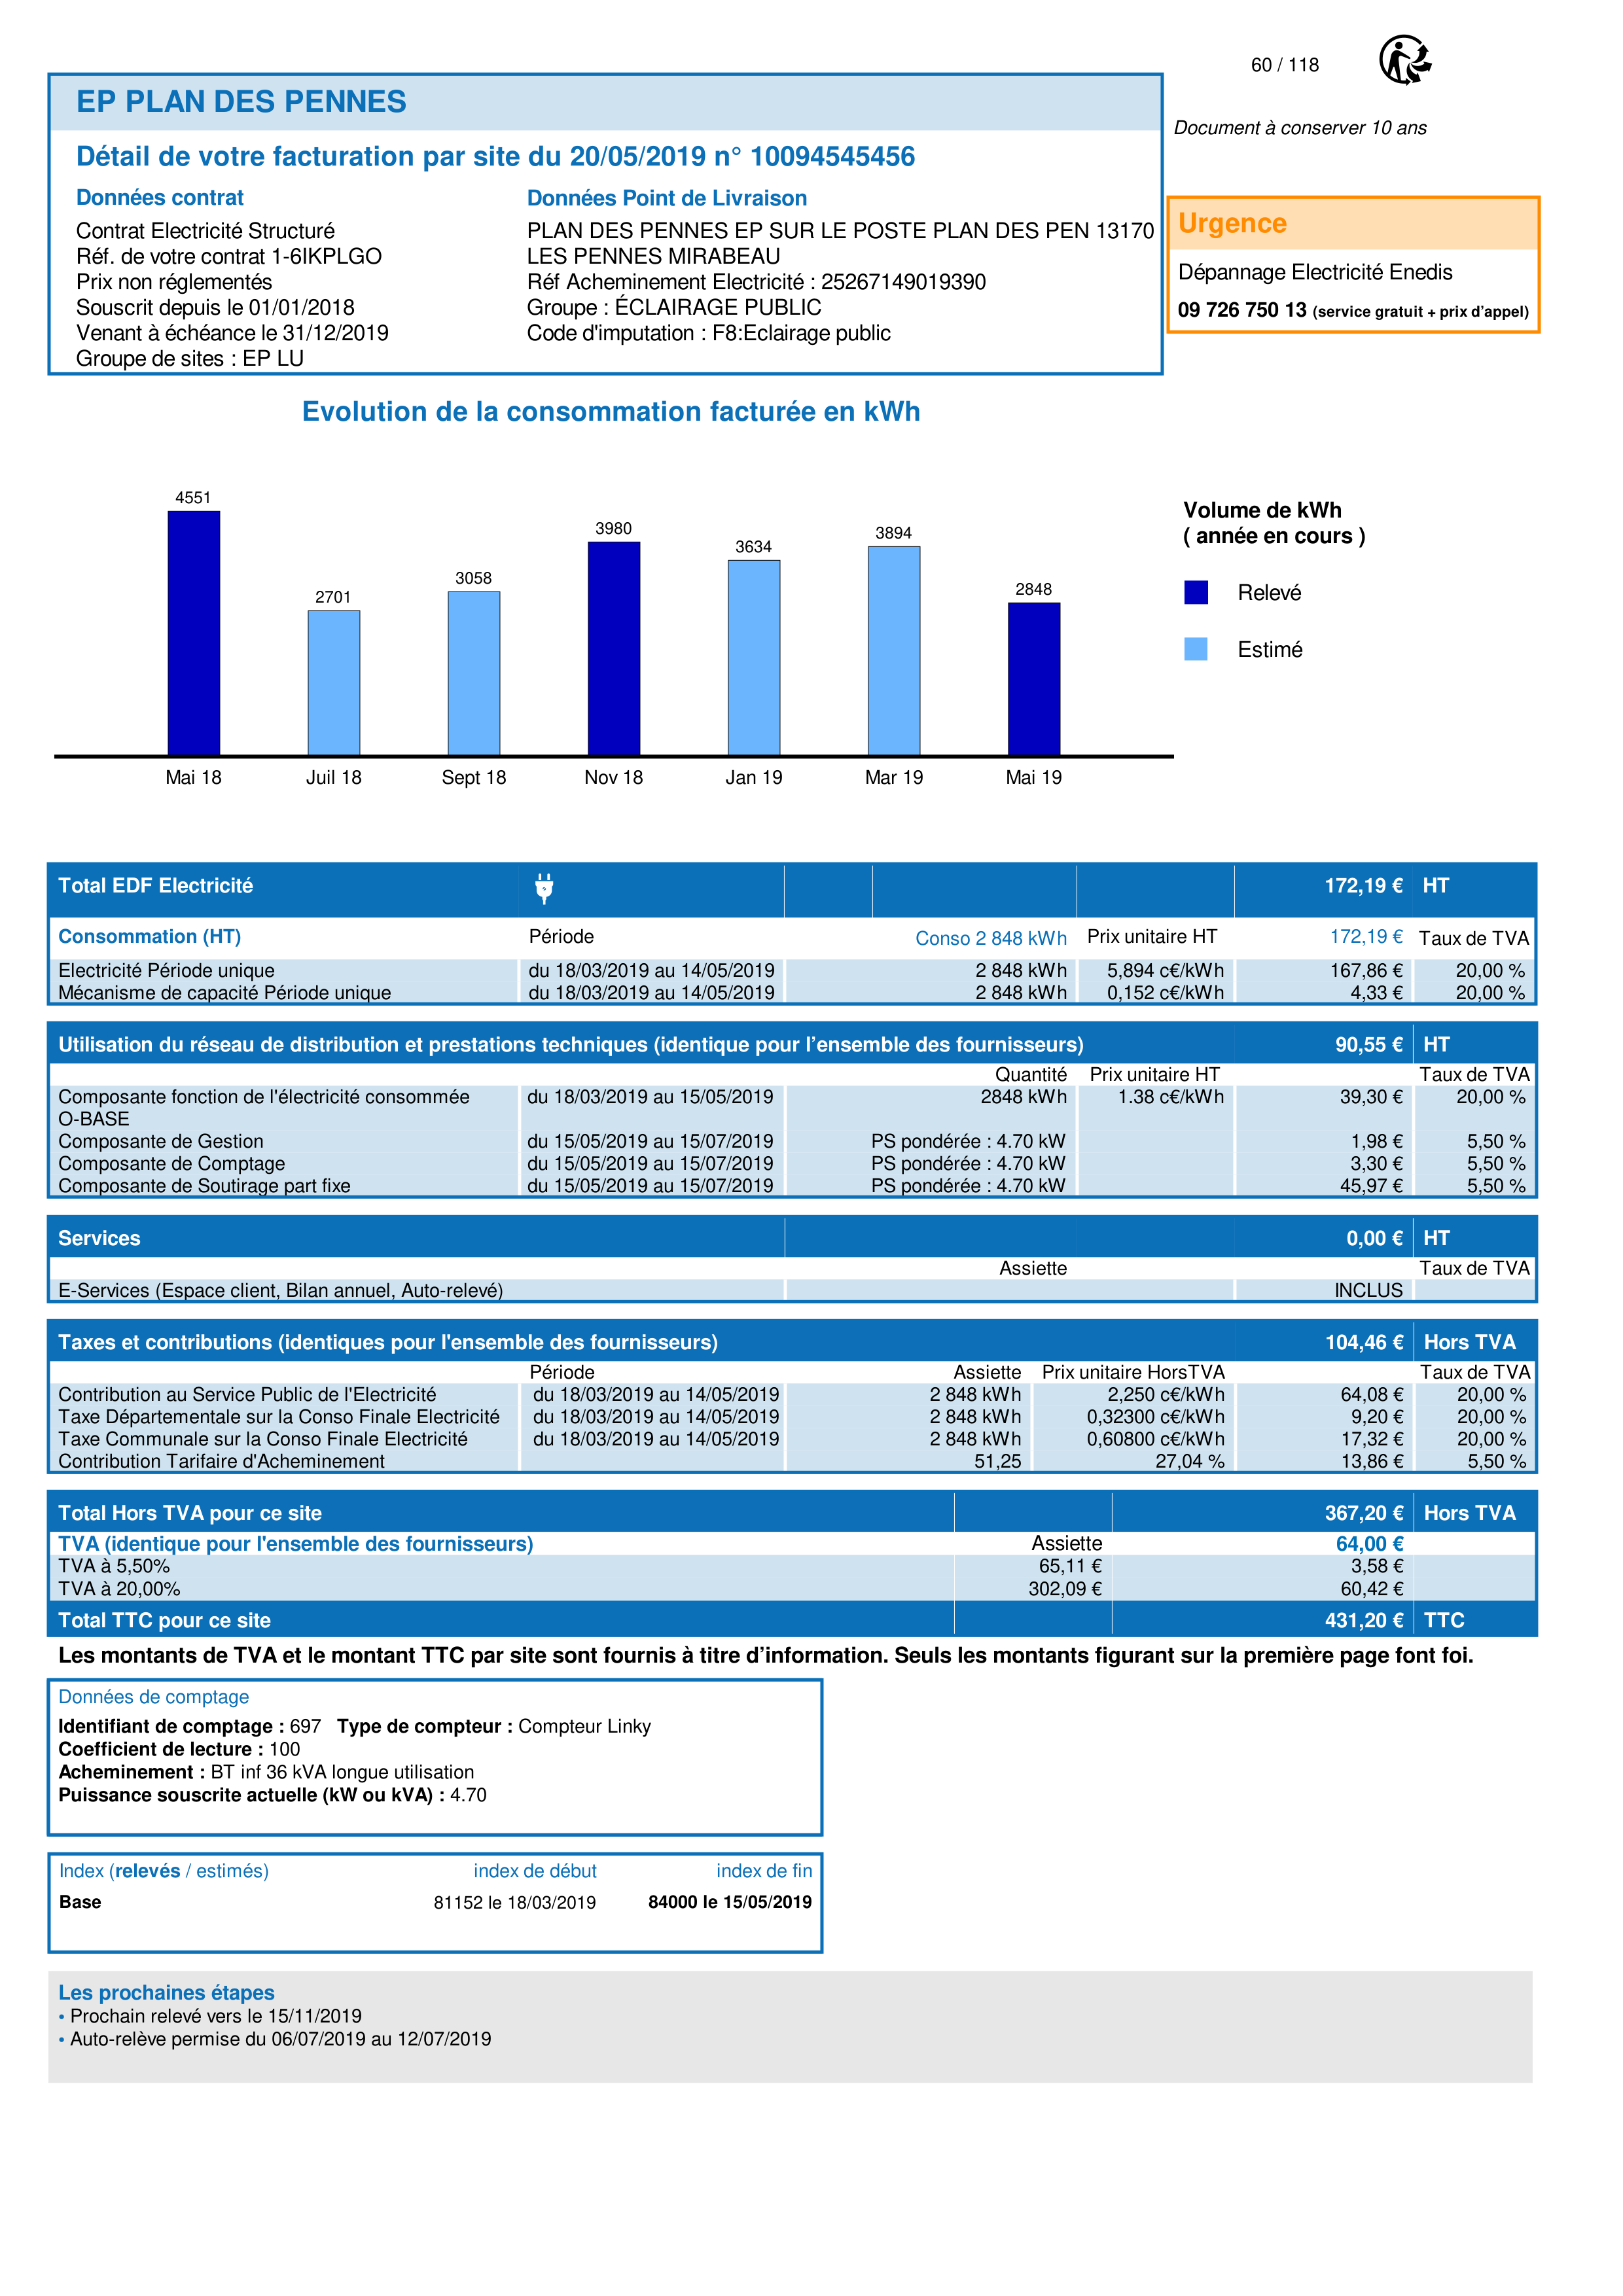 60 / 118
EP PLAN DES PENNES
Document à conserver 10 ans
Détail de votre facturation par site du 20/05/2019 n° 10094545456
Données contrat
Contrat Electricité Structuré
Réf. de votre contrat 1-6IKPLGO
Prix non réglementés
Souscrit depuis le 01/01/2018
Venant à échéance le 31/12/2019
Groupe de sites : EP LU
Données Point de Livraison
PLAN DES PENNES EP SUR LE POSTE PLAN DES PEN 13170
LES PENNES MIRABEAU
Réf Acheminement Electricité : 25267149019390
Groupe : ÉCLAIRAGE PUBLIC
Code d'imputation : F8:Eclairage public
Urgence
Dépannage Electricité Enedis
09 726 750 13 (service gratuit + prix d’appel)
Evolution de la consommation facturée en kWh
4551
2701
3058
3980
3634
3894
2848
Mai 18 Juil 18 Sept 18 Nov 18 Jan 19 Mar 19 Mai 19
Volume de kWh
( année en cours )
Relevé
Estimé
Total EDF Electricité 172,19 € HT
Consommation (HT) Période Conso 2 848 kWh Prix unitaire HT 172,19 € Taux de TVA
Electricité Période unique du 18/03/2019 au 14/05/2019 2 848 kWh 5,894 c€/kWh 167,86 € 20,00 %
Mécanisme de capacité Période unique du 18/03/2019 au 14/05/2019 2 848 kWh 0,152 c€/kWh 4,33 € 20,00 %
Utilisation du réseau de distribution et prestations techniques (identique pour l’ensemble des fournisseurs) 90,55 € HT
Quantité Prix unitaire HT Taux de TVA
Composante fonction de l'électricité consommée du 18/03/2019 au 15/05/2019 2848 kWh 1.38 c€/kWh 39,30 € 20,00 %
O-BASE
Composante de Gestion du 15/05/2019 au 15/07/2019 PS pondérée : 4.70 kW 1,98 € 5,50 %
Composante de Comptage du 15/05/2019 au 15/07/2019 PS pondérée : 4.70 kW 3,30 € 5,50 %
Composante de Soutirage part fixe du 15/05/2019 au 15/07/2019 PS pondérée : 4.70 kW 45,97 € 5,50 %
Services 0,00 € HT
Assiette Taux de TVA
E-Services (Espace client, Bilan annuel, Auto-relevé) INCLUS
Taxes et contributions (identiques pour l'ensemble des fournisseurs) 104,46 € Hors TVA
Période Assiette Prix unitaire HorsTVA Taux de TVA
Contribution au Service Public de l'Electricité du 18/03/2019 au 14/05/2019 2 848 kWh 2,250 c€/kWh 64,08 € 20,00 %
Taxe Départementale sur la Conso Finale Electricité du 18/03/2019 au 14/05/2019 2 848 kWh 0,32300 c€/kWh 9,20 € 20,00 %
Taxe Communale sur la Conso Finale Electricité du 18/03/2019 au 14/05/2019 2 848 kWh 0,60800 c€/kWh 17,32 € 20,00 %
Contribution Tarifaire d'Acheminement 51,25 27,04 % 13,86 € 5,50 %
Total Hors TVA pour ce site 367,20 € Hors TVA
TVA (identique pour l'ensemble des fournisseurs) Assiette 64,00 €
TVA à 5,50% 65,11 € 3,58 €
TVA à 20,00% 302,09 € 60,42 €
Total TTC pour ce site 431,20 € TTC
Les montants de TVA et le montant TTC par site sont fournis à titre d’information. Seuls les montants figurant sur la première page font foi.
Données de comptage
Identifiant de comptage : 697 Type de compteur : Compteur Linky
Coefficient de lecture : 100
Acheminement : BT inf 36 kVA longue utilisation
Puissance souscrite actuelle (kW ou kVA) : 4.70
Index (relevés / estimés) index de début index de fin
Base 81152 le 18/03/2019 84000 le 15/05/2019
Les prochaines étapes
• Prochain relevé vers le 15/11/2019
• Auto-relève permise du 06/07/2019 au 12/07/2019